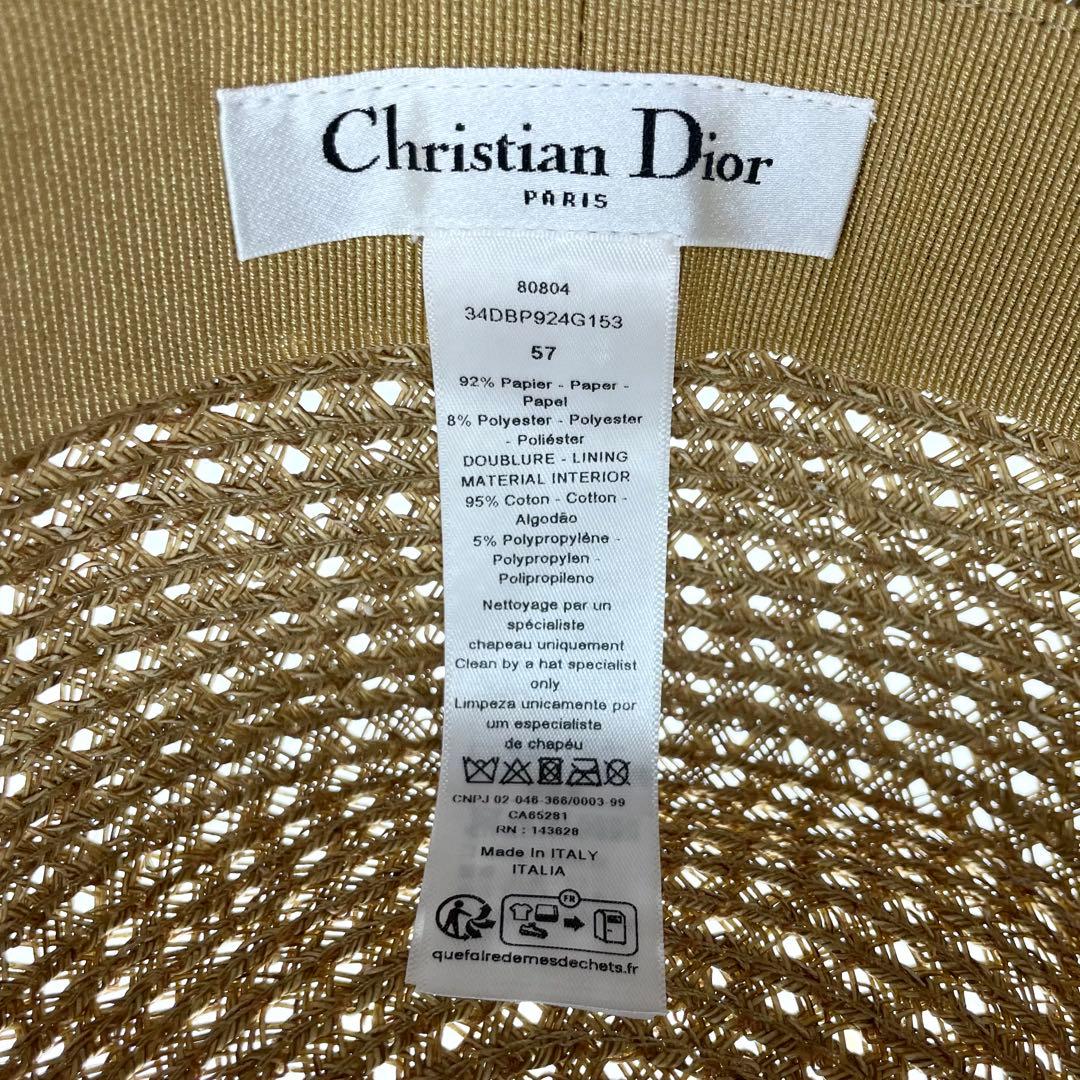 Christian Dior
PARIS
80804
34DBP924G153
57
92% Papier - Paper -
Papel
8% Polyester - Polyester
- Poliéster
DOUBLURE - LINING
MATERIAL INTERIOR
95% Coton - Cotton -
Algodão
5% Polypropylène -
Polypropylen -
Polipropileno
Nettoyage par un
spécialiste
chapeau uniquement
Clean by a hat specialist
only
Limpeza unicamente por
um especialista
de chapéu
CNPJ 02-046-366/0003-99
CA65281
RN : 143628
Made In ITALY
ITALIA
FR
quefairedemesdechets.fr